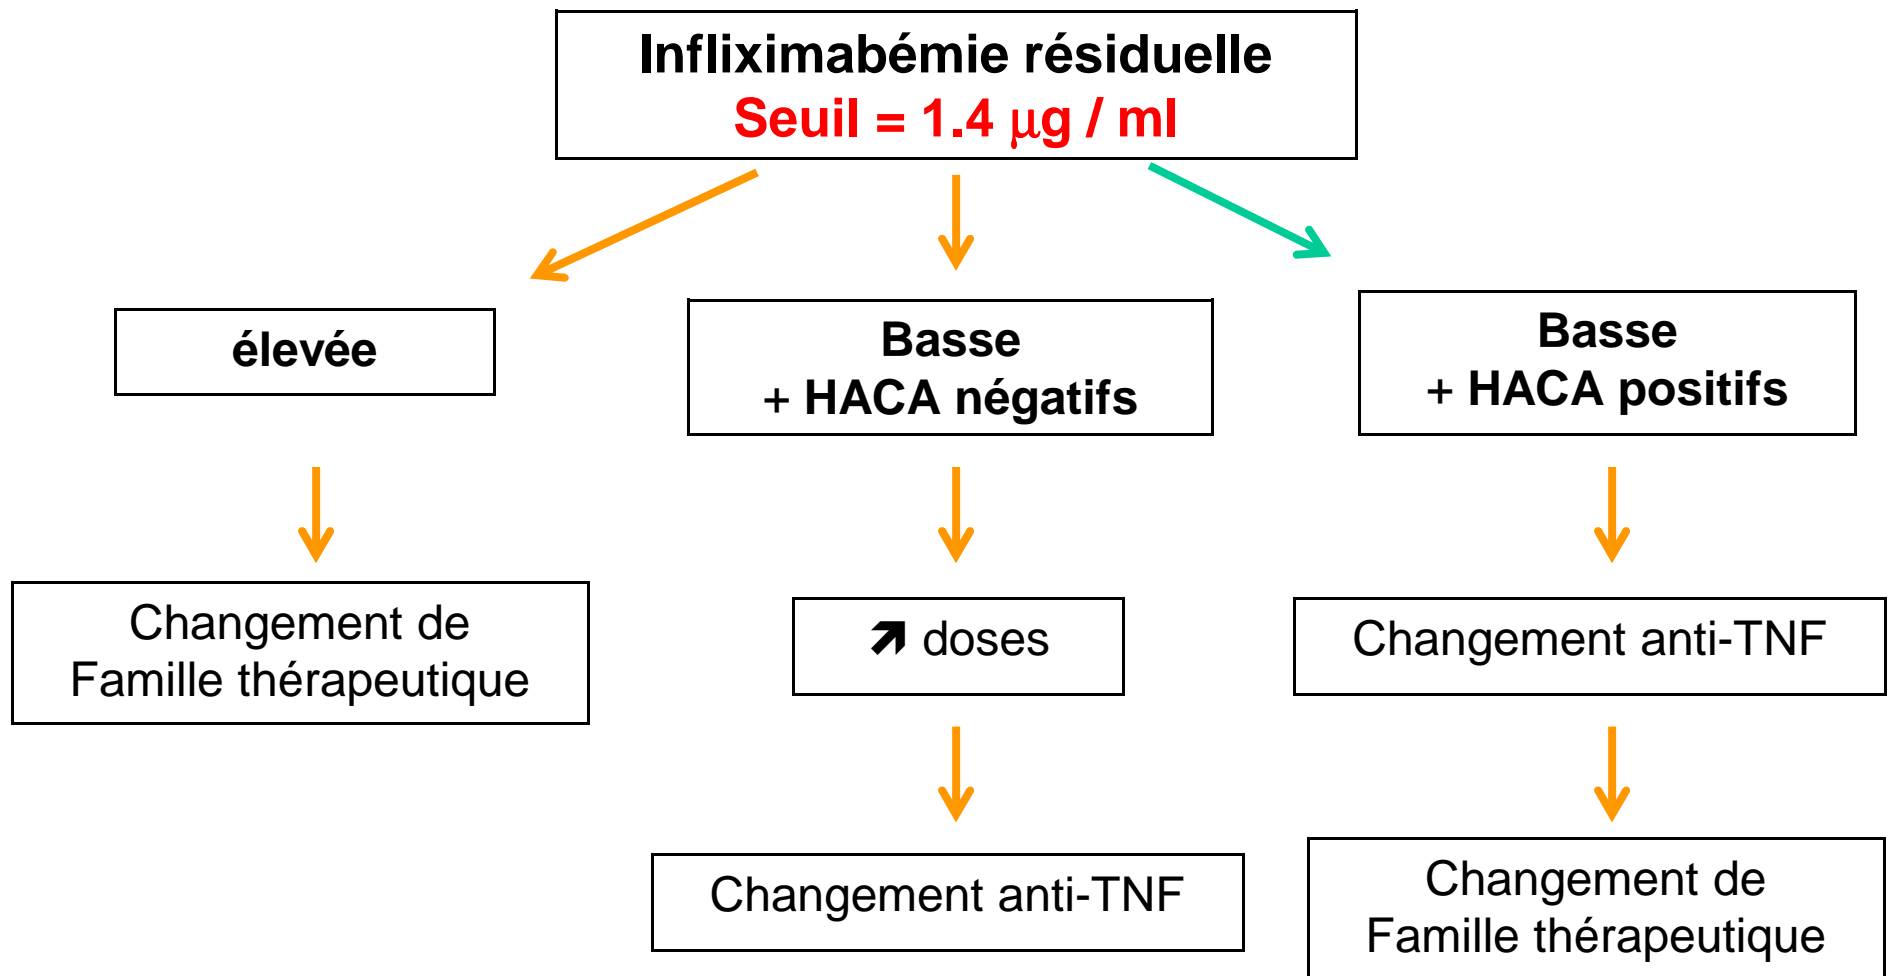 Infliximabémie résiduelle
Seuil = 1.4 µg / ml
élevée
Basse
+ HACA négatifs
Basse
+ HACA positifs
Changement de
Famille thérapeutique
🡽 doses
Changement anti-TNF
Changement anti-TNF
Changement de
Famille thérapeutique